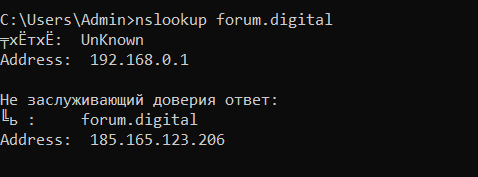 C:\Users\Admin>nslookup forum.digital
╤хЁтхЁ:  UnKnown
Address:  192.168.0.1
Не заслуживающий доверия ответ:
╚ь :     forum.digital
Address:  185.165.123.206